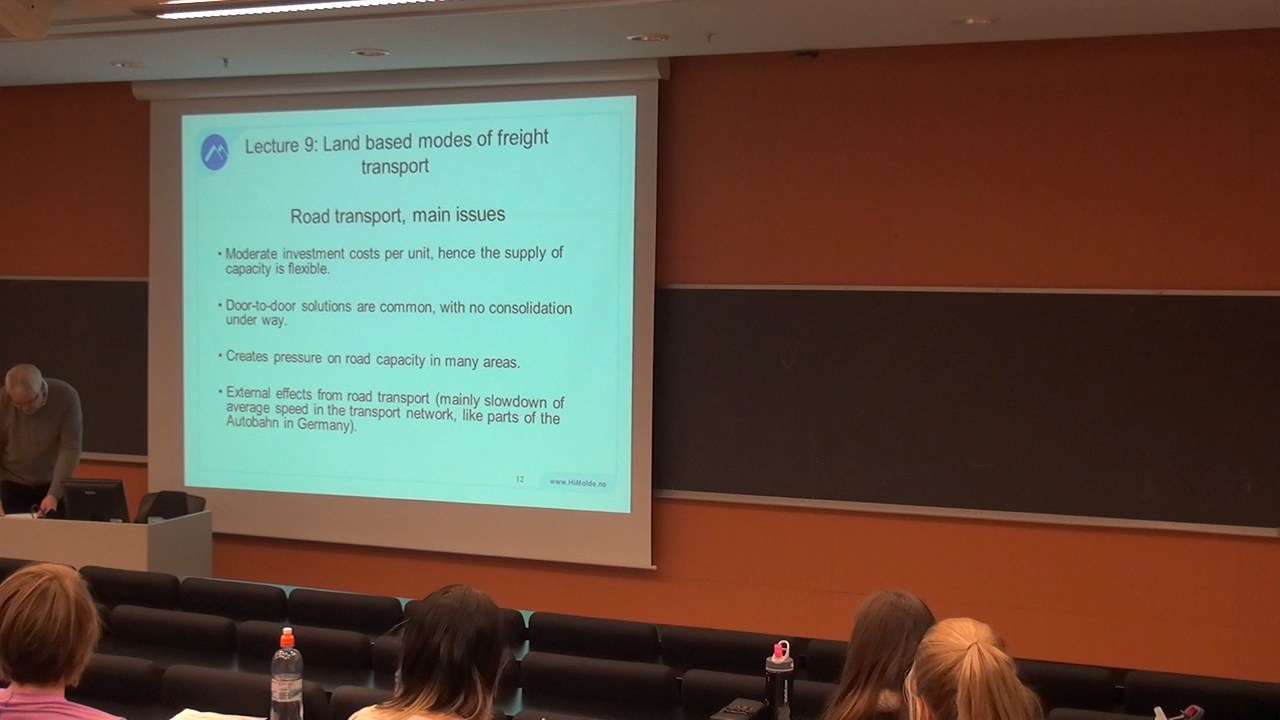 Lecture 9: Land based modes of freight
transport
Road transport, main issues
• Moderate investment costs per unit, hence the supply of
capacity is flexible.
• Door-to-door solutions are common, with no consolidation
under way.
• Creates pressure on road capacity in many areas.
• External effects from road transport (mainly slowdown of
average speed in the transport network, like parts of the
Autobahn in Germany).
12
www.HiMolde.no